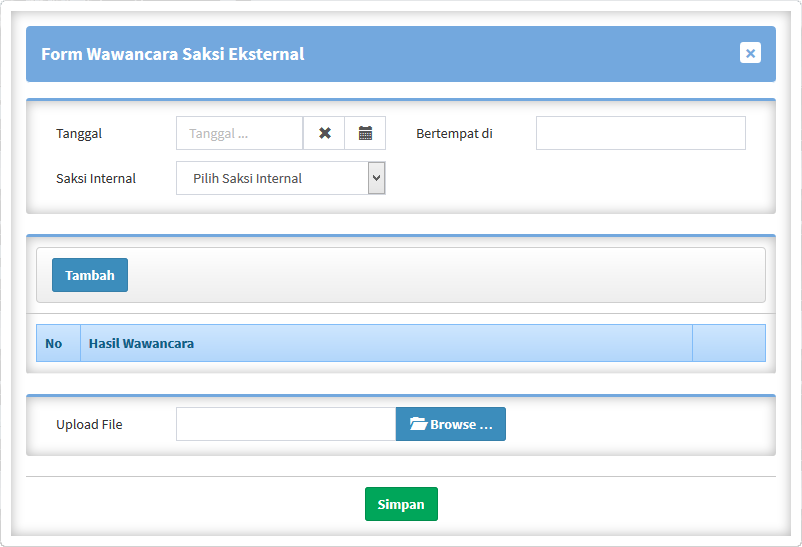 Form Wawancara Saksi Eksternal
Tanggal Tanggal ... Bertempat di
Saksi Internal Pilih Saksi Internal
Tambah
No Hasil Wawancara
Upload File Browse ...
Simpan